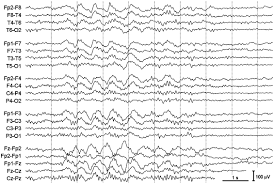 Fp2-F8
F8-T4
T4-T6
T6-O2
Fp1-F7
F7-T3
T3-T5
T5-O1
Fp2-F4
F4-C4
C4-P4
P4-O2
Fp1-F3
F3-C3
C3-P3
P3-O1
Fz-Fp2
Fp2-Fp1
Fp1-Fz
Fz-Cz
Cz-Pz
1 s
100 µV